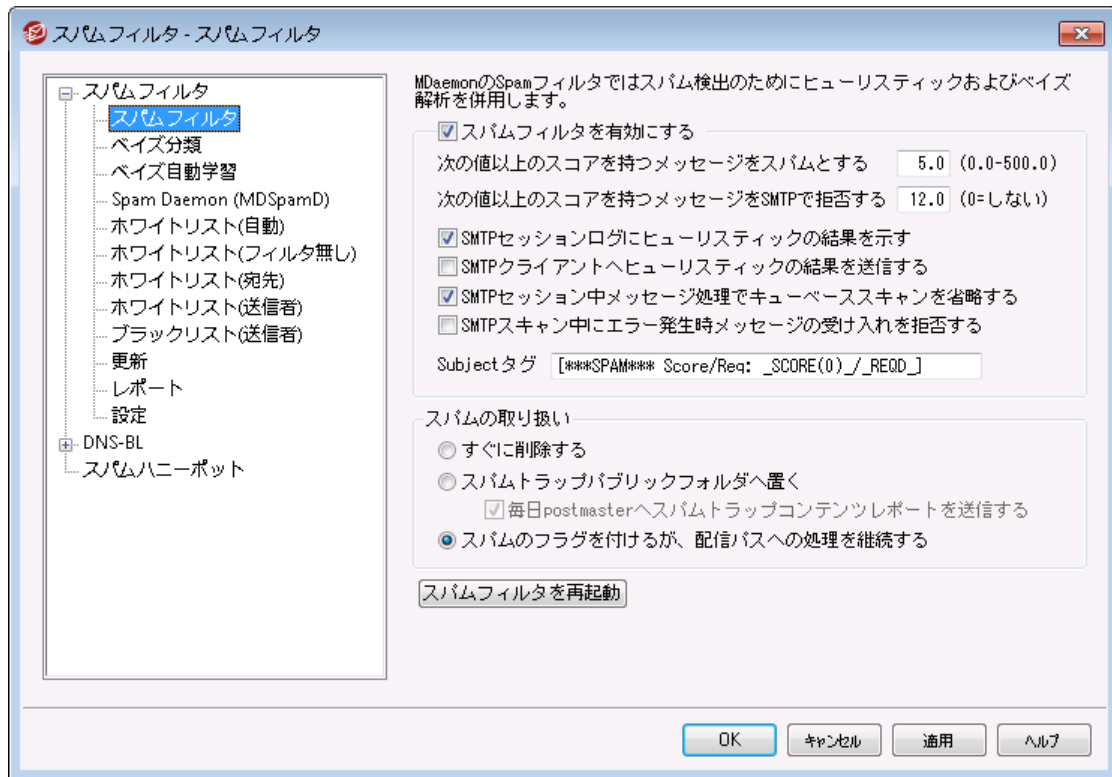 スパムフィルタ - スパムフィルタ
スパムフィルタ
スパムフィルタ
ベイズ分類
ベイズ自動学習
Spam Daemon (MDSpamD)
ホワイトリスト(自動)
ホワイトリスト(フィルタ無し)
ホワイトリスト(宛先)
ホワイトリスト(送信者)
ブラックリスト(送信者)
更新
レポート
設定
DNS-BL
スパムハニーポット
MDaemonのSpamフィルタではスパム検出のためにヒューリスティックおよびベイズ
解析を併用します。
スパムフィルタを有効にする
次の値以上のスコアを持つメッセージをスパムとする 5.0 (0.0-500.0)
次の値以上のスコアを持つメッセージをSMTPで拒否する 12.0 (0=しない)
SMTPセッションログにヒューリスティックの結果を示す
SMTPクライアントへヒューリスティックの結果を送信する
SMTPセッション中メッセージ処理でキューベーススキャンを省略する
SMTPスキャン中にエラー発生時メッセージの受け入れを拒否する
Subjectタグ [***SPAM*** Score/Req: _SCORE(0)_/_REQD_]
スパムの取り扱い
すぐに削除する
スパムトラップパブリックフォルダへ置く
毎日postmasterへスパムトラップコンテンツレポートを送信する
スパムのフラグを付けるが、配信パスへの処理を継続する
スパムフィルタを再起動
OK キャンセル 適用 ヘルプ